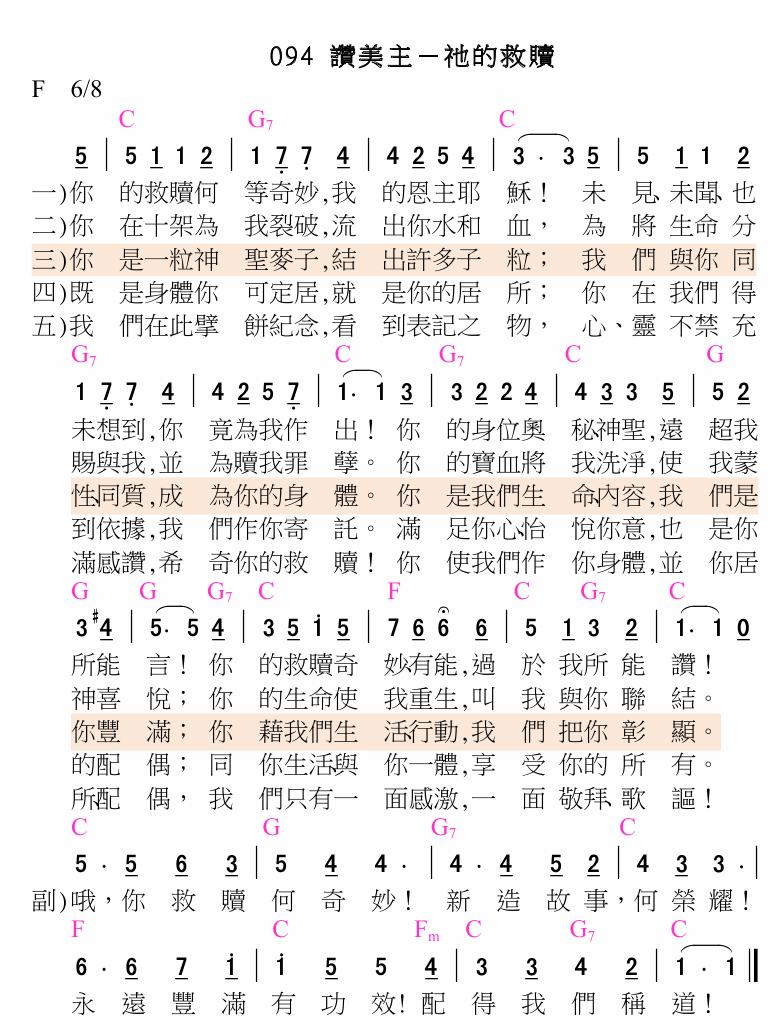 094 讚美主－祂的救贖
F 6/8
C G7 C
5 | 5 1 1 2 | 1 7 7 4 | 4 2 5 4 | 3 . 3 5 | 5 1 1 2
一)你 的救贖何 等奇妙,我 的恩主耶 穌! 未 見、未聞、也
二)你 在十架為 我裂破,流 出你水和 血， 為 將 生命 分
三)你 是一粒神 聖麥子,結 出許多子 粒； 我 們 與你 同
四)既 是身體你 可定居,就 是你的居 所； 你 在 我們 得
五)我 們在此擘 餅紀念,看 到表記之 物， 心、靈 不禁 充
G7 C G7 C G
1 7 7 4 | 4 2 5 7 | 1. 1 3 | 3 2 2 4 | 4 3 3 5 | 5 2
未想到,你 竟為我作 出! 你 的身位奧 秘、神聖,遠 超我
賜與我,並 為贖我罪 孽。 你 的寶血將 我洗淨,使 我蒙
性、同質,成 為你的身 體。 你 是我們生 命、內容,我 們是
到依據,我 們作你寄 託。 滿 足你心、怡 悅你意,也 是你
滿感讚,希 奇你的救 贖! 你 使我們作 你身體,並 你居
G G G7 C F C G7 C
3 #4 | 5. 5 4 | 3 5 1 5 | 7 6 6 6 | 5 1 3 2 | 1. 1 0
所能 言! 你 的救贖奇 妙、有能,過 於 我所 能 讚!
神喜 悅； 你 的生命使 我重生,叫 我 與你 聯 結。
你豐 滿； 你 藉我們生 活、行動,我 們 把你 彰 顯。
的配 偶； 同 你生活、與 你一體,享 受 你的 所 有。
所、配 偶， 我 們只有一 面感激,一 面 敬拜、歌 謳!
C G G7 C
5 . 5 6 3 | 5 4 4 . | 4 . 4 5 2 | 4 3 3 . |
副)哦，你 救 贖 何 奇 妙! 新 造 故 事，何 榮 耀!
F C Fm C G7 C
6 . 6 7 1 | 1 5 5 4 | 3 3 4 2 | 1 . 1 ||
永 遠 豐 滿 有 功 效! 配 得 我 們 稱 道!